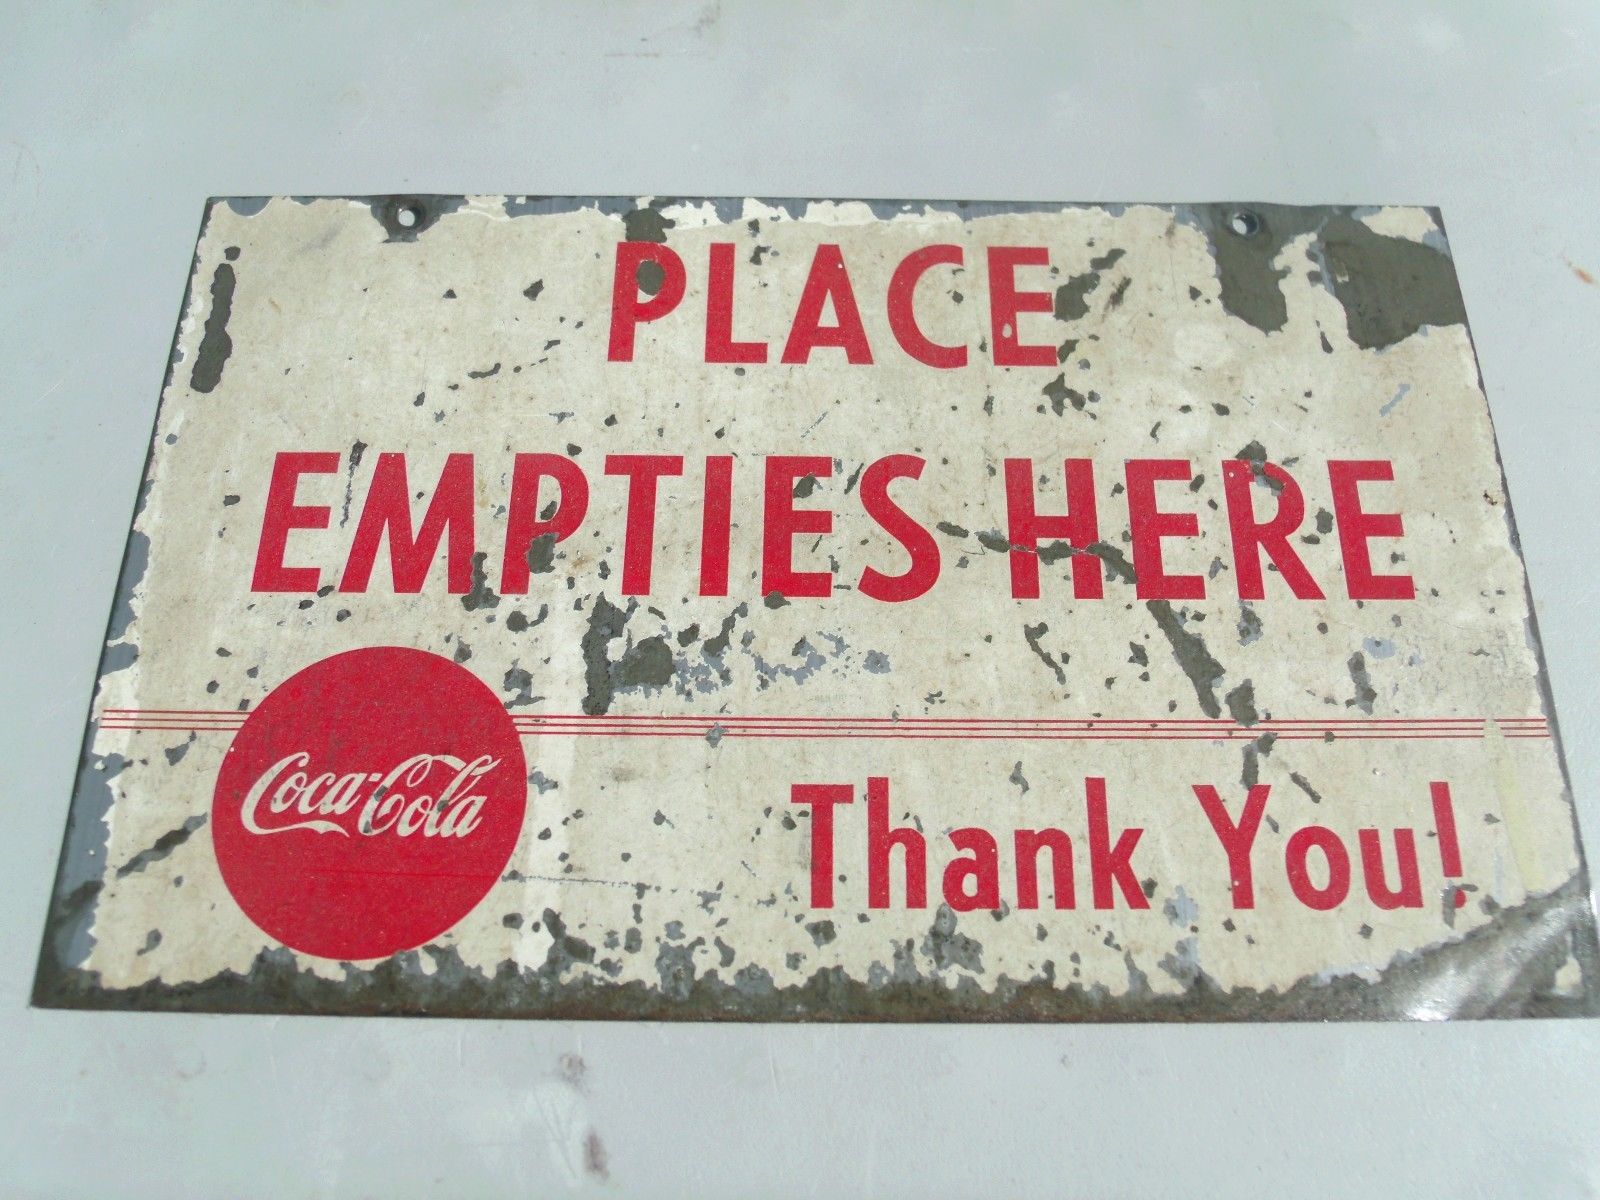 PLACE
EMPTIES HERE
Coca-Cola
Thank You!